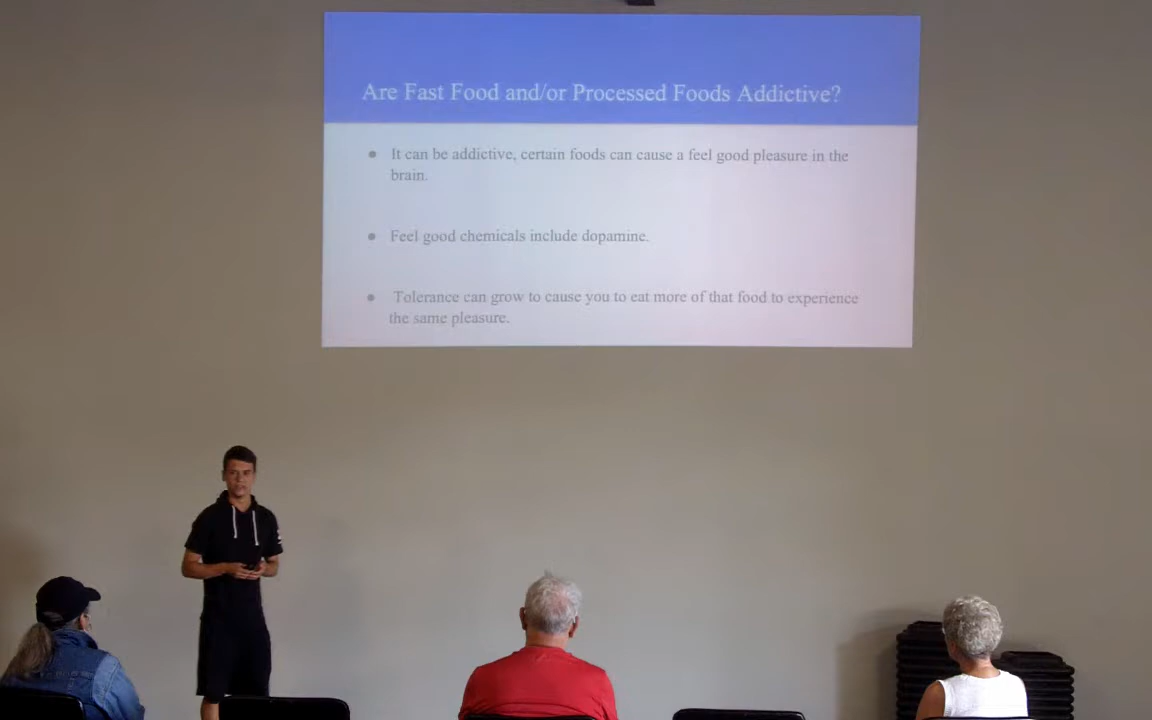 Are Fast Food and/or Processed Foods Addictive?
● It can be addictive, certain foods can cause a feel good pleasure in the
brain.
● Feel good chemicals include dopamine.
● Tolerance can grow to cause you to eat more of that food to experience
the same pleasure.